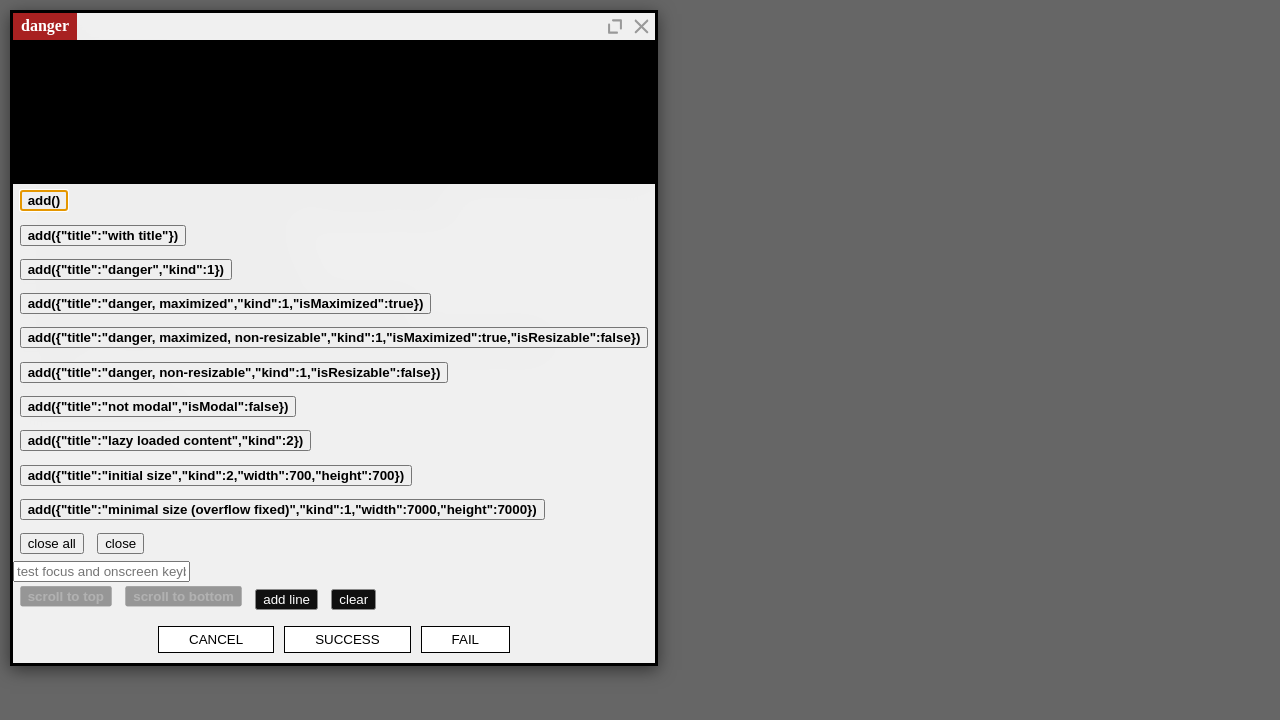 danger
add()
add({"title":"with title"})
add({"title":"danger","kind":1})
add({"title":"danger, maximized","kind":1,"isMaximized":true})
add({"title":"danger, maximized, non-resizable","kind":1,"isMaximized":true,"isResizable":false})
add({"title":"danger, non-resizable","kind":1,"isResizable":false})
add({"title":"not modal","isModal":false})
add({"title":"lazy loaded content","kind":2})
add({"title":"initial size","kind":2,"width":700,"height":700})
add({"title":"minimal size (overflow fixed)","kind":1,"width":7000,"height":7000})
close all close
test focus and onscreen key
scroll to top scroll to bottom add line clear
CANCEL SUCCESS FAIL